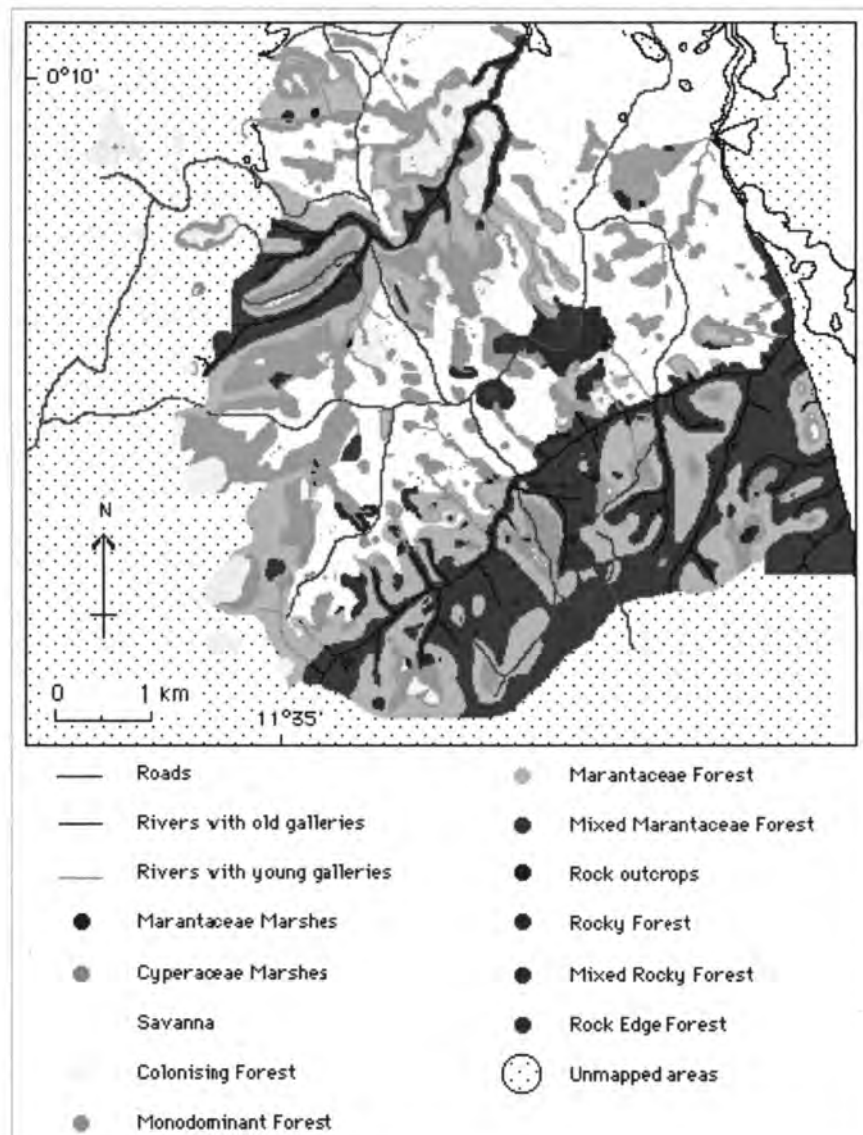 0°10'
N
0 1 km
11°35'
Roads
Rivers with old galleries
Rivers with young galleries
Marantaceae Marshes
Cyperaceae Marshes
Savanna
Colonising Forest
Monodominant Forest
Marantaceae Forest
Mixed Marantaceae Forest
Rock outcrops
Rocky Forest
Mixed Rocky Forest
Rock Edge Forest
Unmapped areas